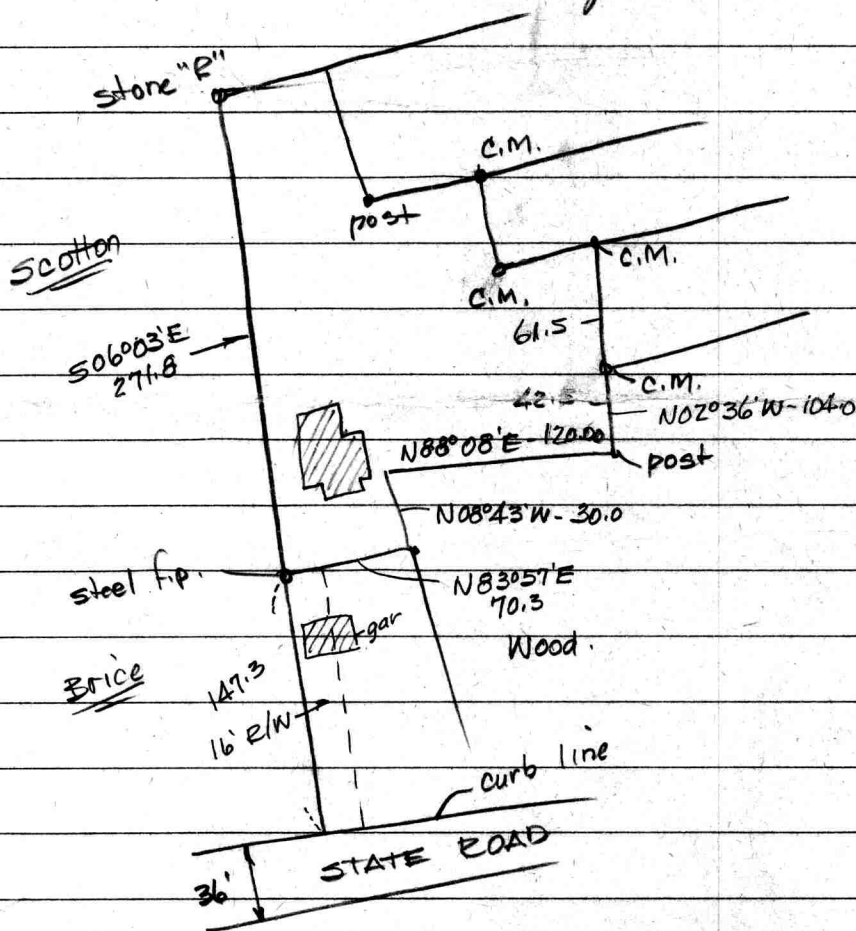 stone "R"
C.M.
post
C.M.
Scotton
C.M.
61.5
S06°03'E
271.8
C.M.
42.5
N02°36'W-104.0
N88°08'E-120.00
post
N08°43'W-30.0
steel f.p.
N83°57'E
70.3
gar
Wood.
Brice
147.3
16' R/W
curb line
STATE ROAD
36'